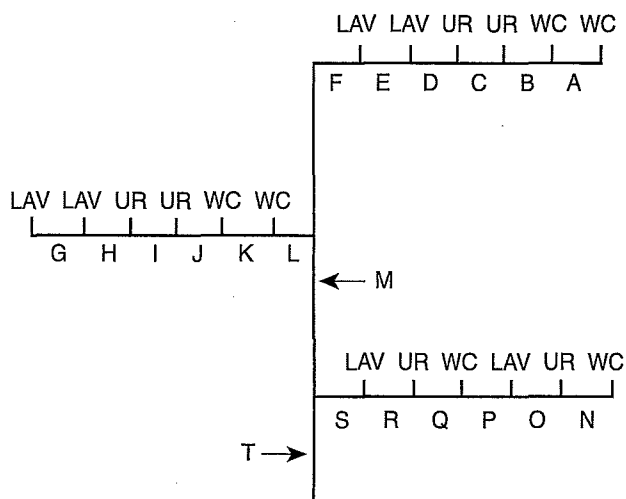 LAV LAV UR UR WC WC
F E D C B A
LAV LAV UR UR WC WC
G H I J K L
M
LAV UR WC LAV UR WC
S R Q P O N
T